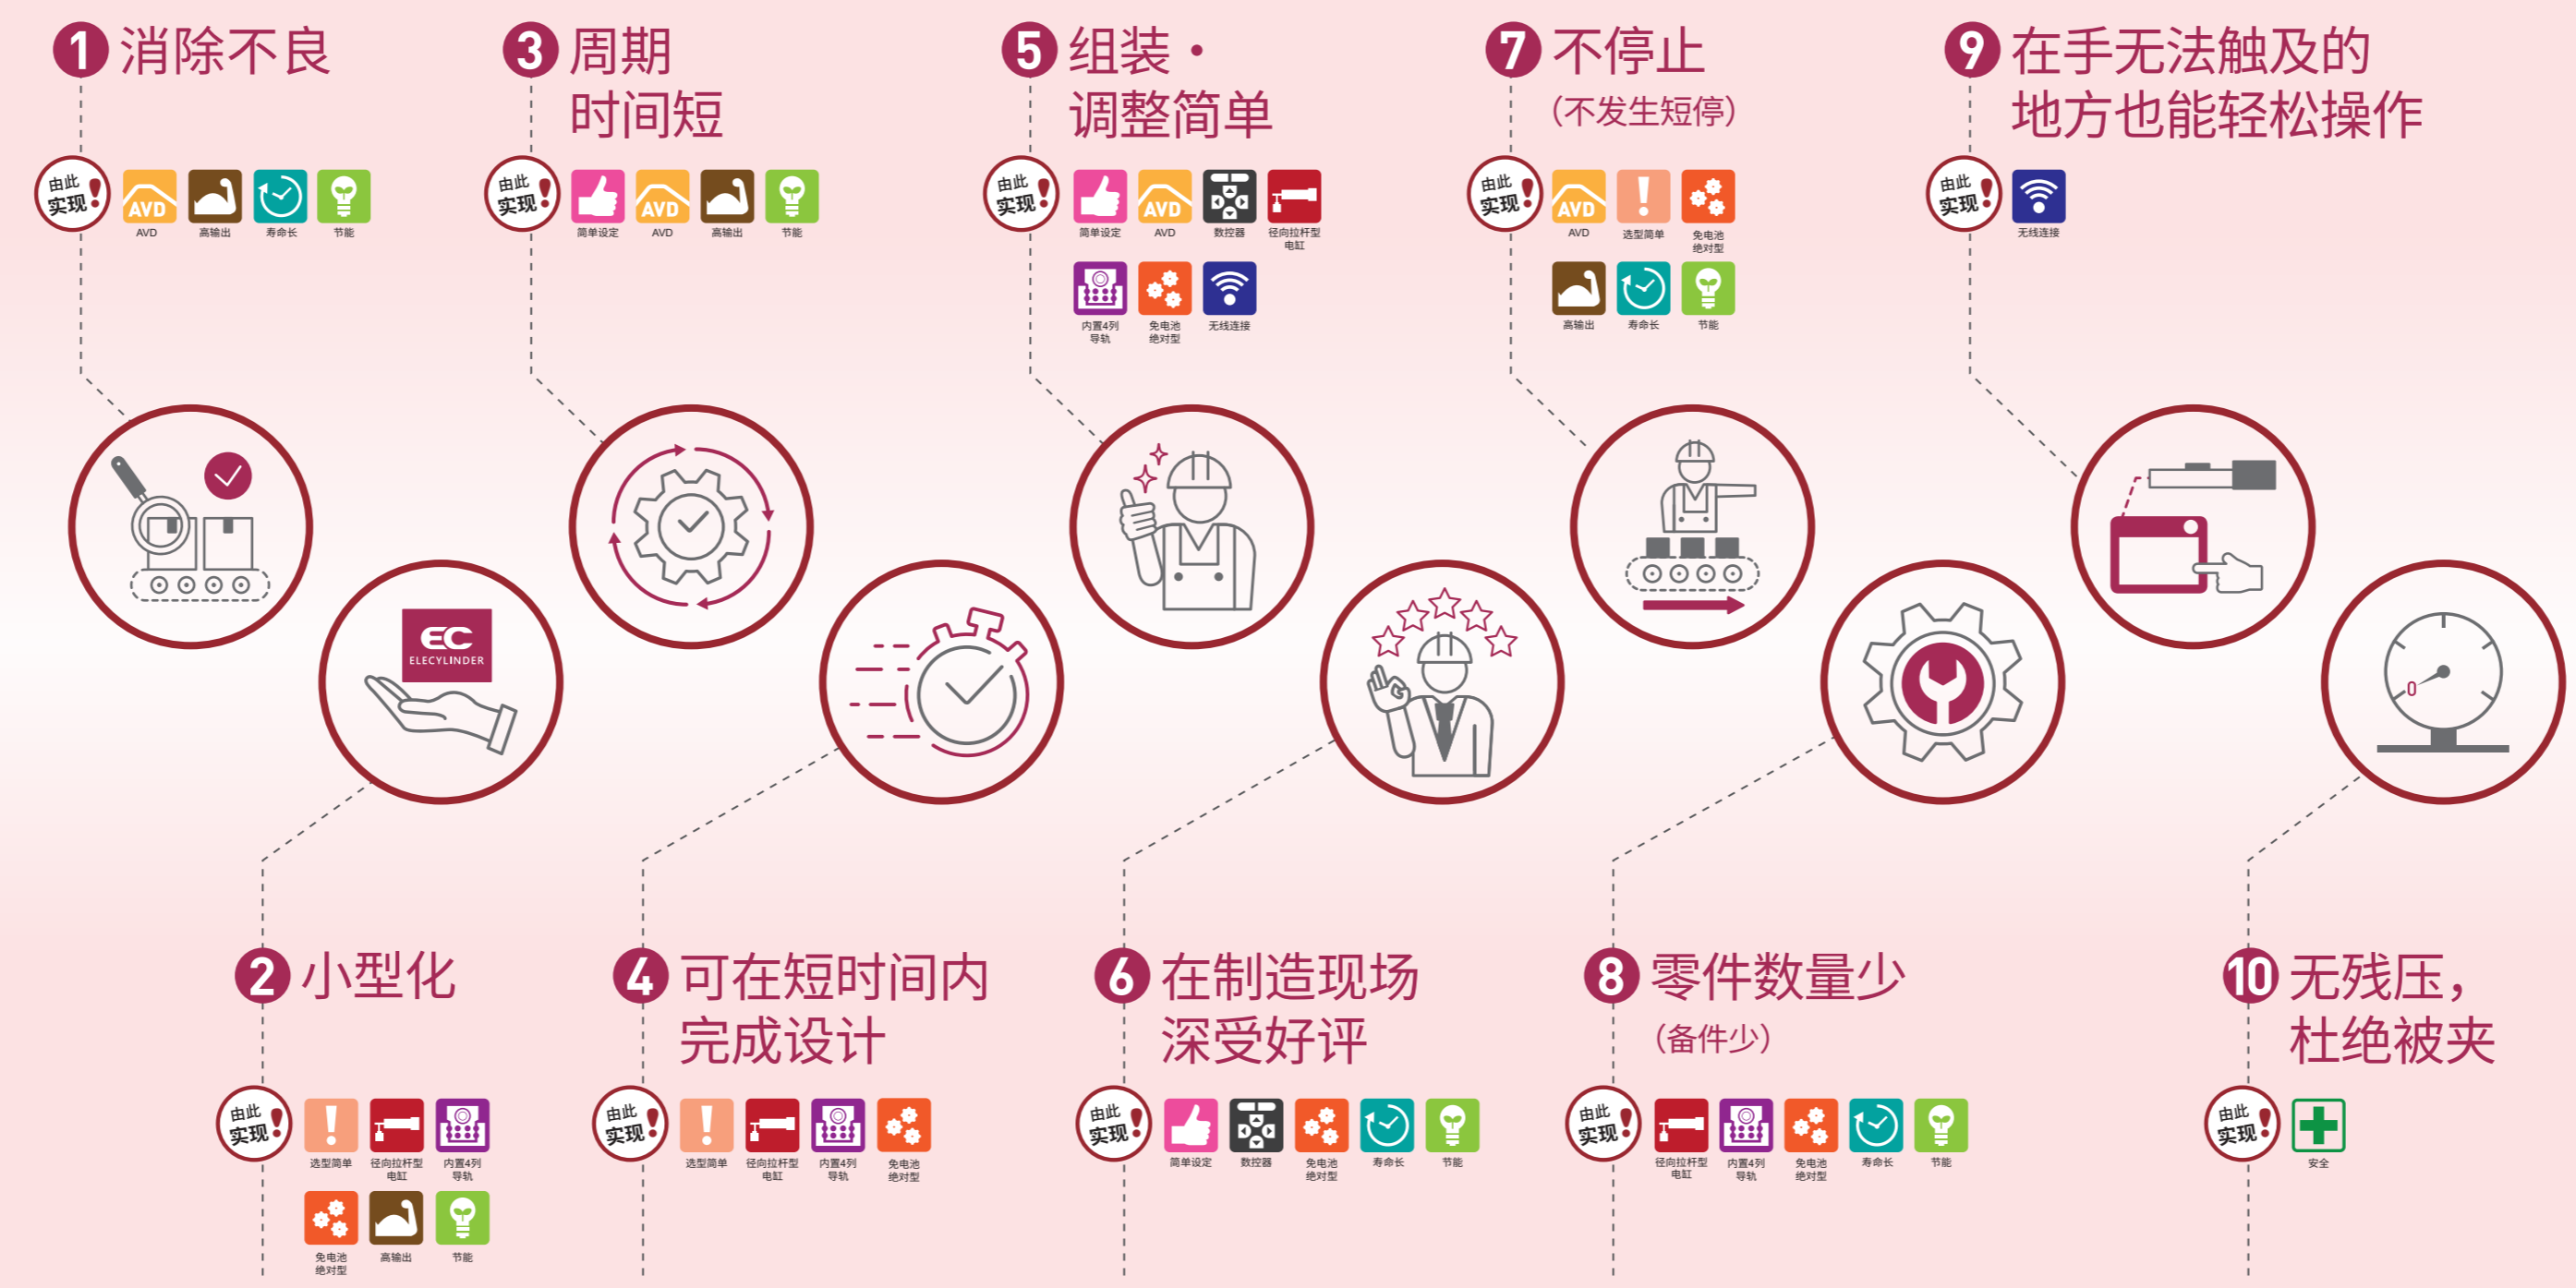 1 消除不良
由此
实现!
AVD
AVD
高输出
寿命长
节能
3 周期
时间短
由此
实现!
AVD
简单设定
AVD
高输出
节能
5 组装・
调整简单
由此
实现!
AVD
简单设定
AVD
数控器
径向拉杆型
电缸
内置4列
导轨
免电池
绝对型
无线连接
7 不停止
（不发生短停）
由此
实现!
AVD
AVD
选型简单
免电池
绝对型
高输出
寿命长
节能
9 在手无法触及的
地方也能轻松操作
由此
实现!
无线连接
EC
ELECYLINDER
0
2 小型化
由此
实现!
选型简单
径向拉杆型
电缸
内置4列
导轨
免电池
绝对型
高输出
节能
4 可在短时间内
完成设计
由此
实现!
选型简单
径向拉杆型
电缸
内置4列
导轨
免电池
绝对型
6 在制造现场
深受好评
由此
实现!
简单设定
数控器
免电池
绝对型
寿命长
节能
8 零件数量少
（备件少）
由此
实现!
径向拉杆型
电缸
内置4列
导轨
免电池
绝对型
寿命长
节能
10 无残压，
杜绝被夹
由此
实现!
安全